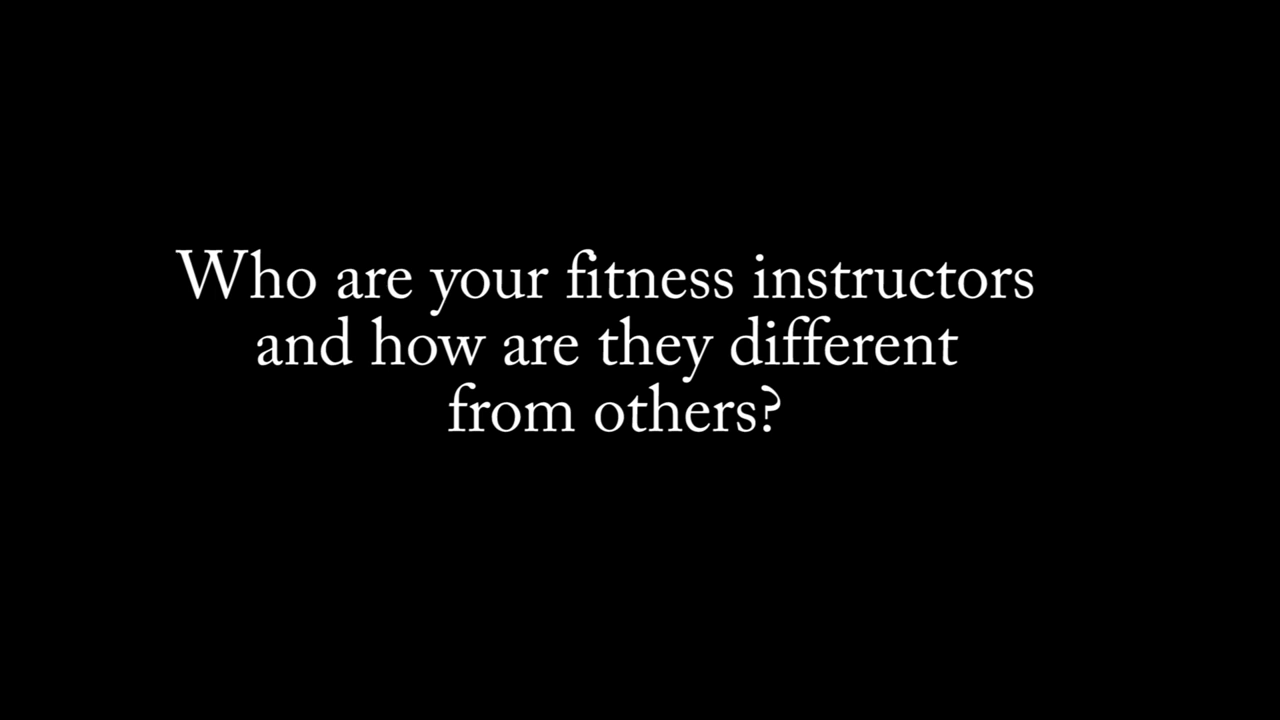 Who are your fitness instructors
and how are they different
from others?